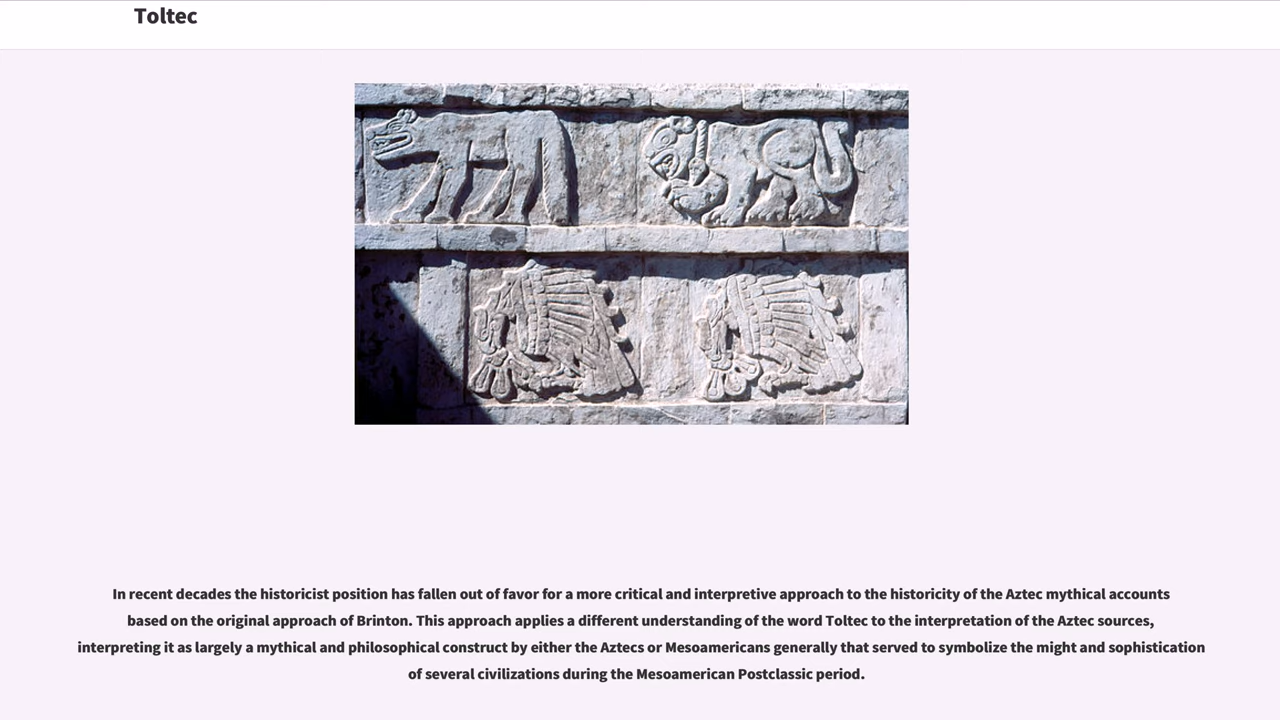 Toltec
In recent decades the historicist position has fallen out of favor for a more critical and interpretive approach to the historicity of the Aztec mythical accounts
based on the original approach of Brinton. This approach applies a different understanding of the word Toltec to the interpretation of the Aztec sources,
interpreting it as largely a mythical and philosophical construct by either the Aztecs or Mesoamericans generally that served to symbolize the might and sophistication
of several civilizations during the Mesoamerican Postclassic period.